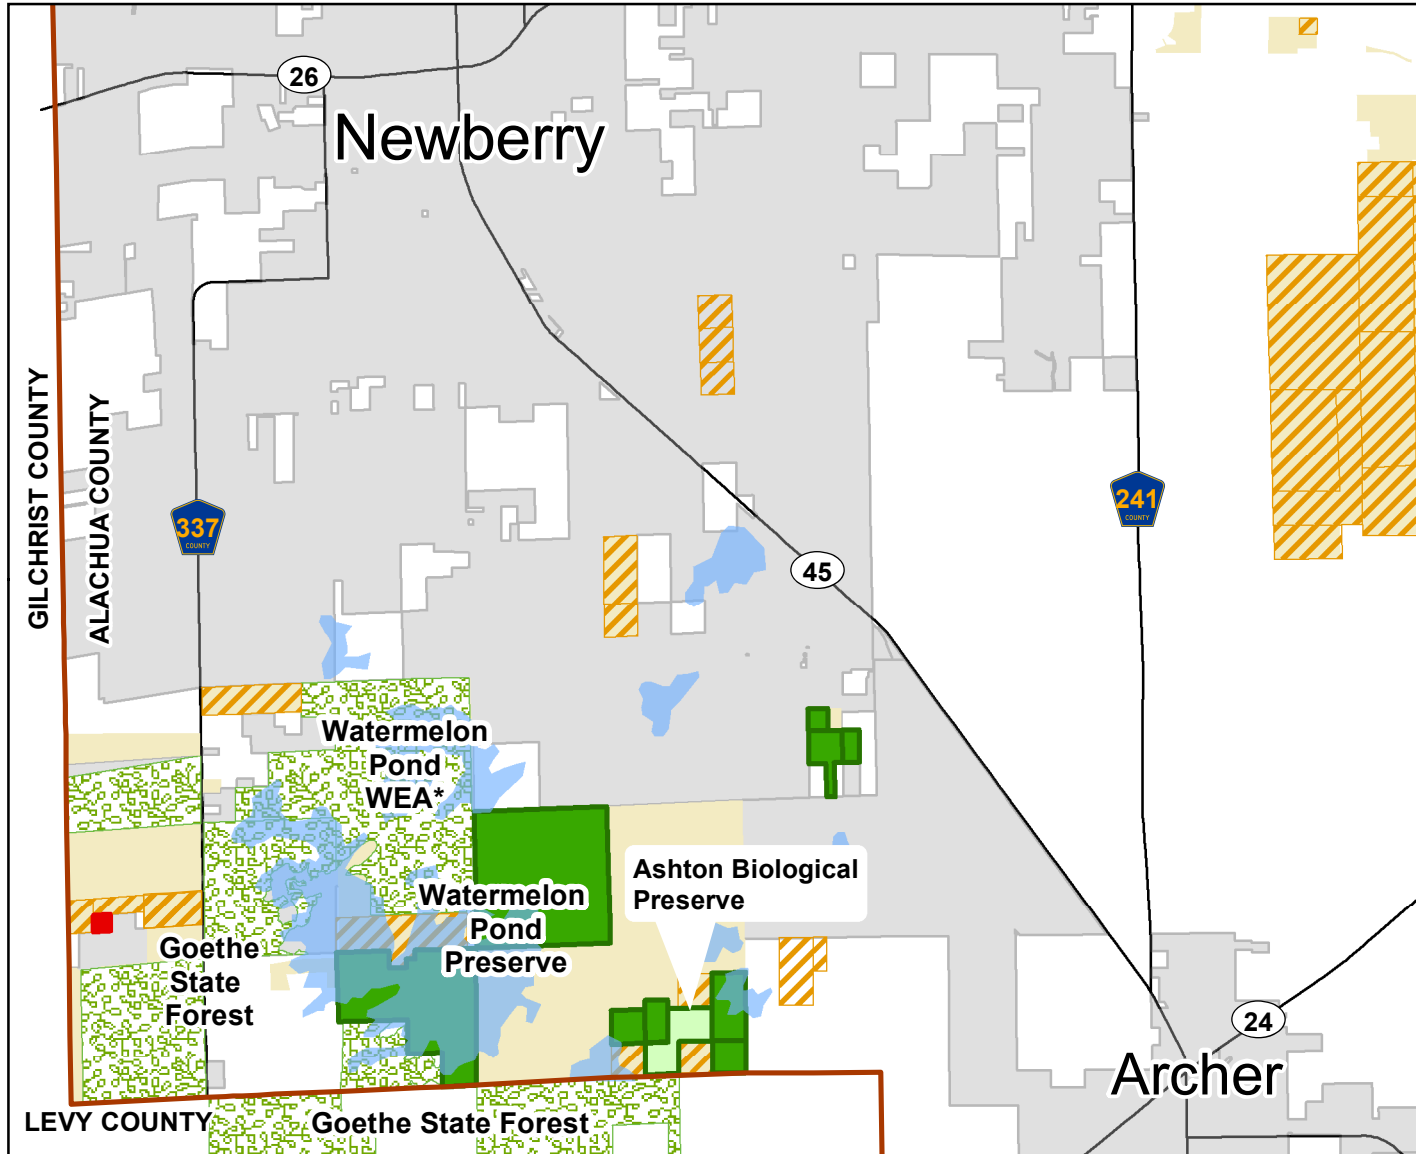 26
Newberry
GILCHRIST COUNTY
ALACHUA COUNTY
337
COUNTY
241
COUNTY
45
Watermelon
Pond
WEA*
Ashton Biological
Preserve
Watermelon
Pond
Preserve
Goethe
State
Forest
24
Archer
LEVY COUNTY
Goethe State Forest